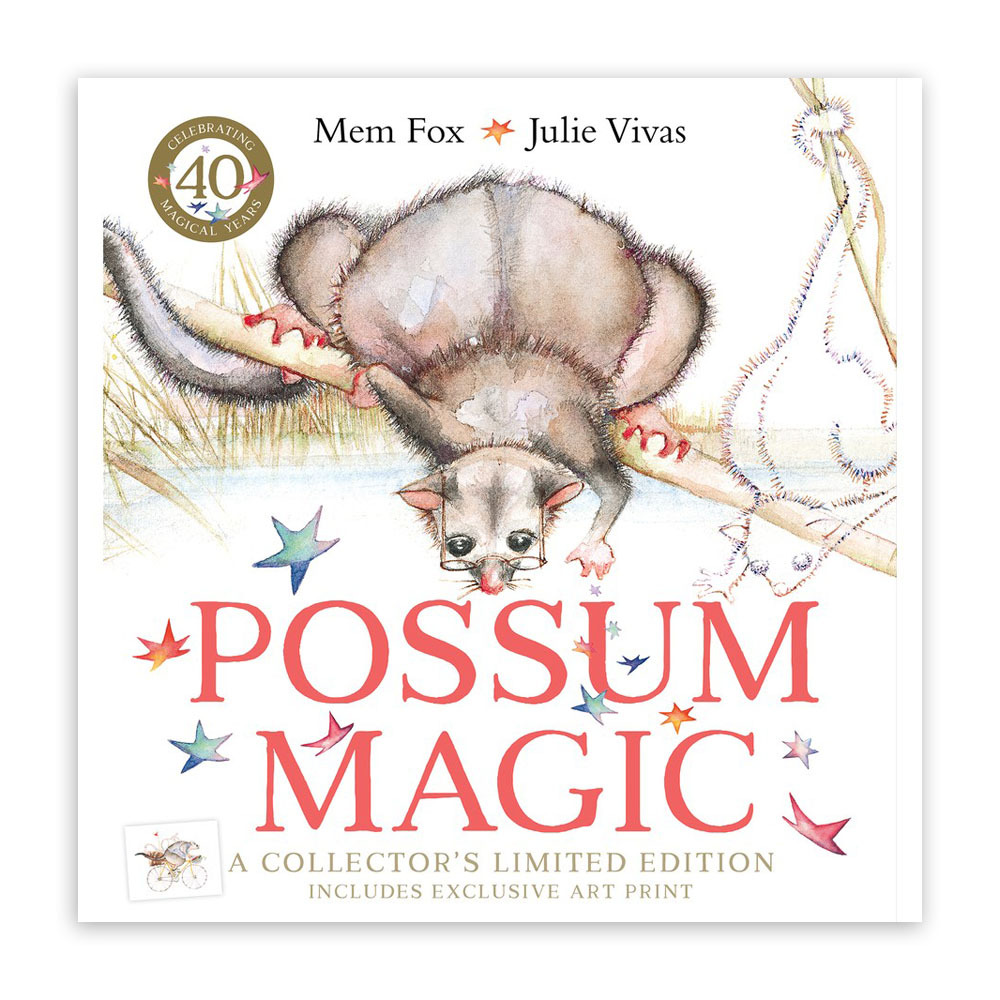 Mem Fox Julie Vivas
CELEBRATING
40
MAGICAL YEARS
POSSUM
MAGIC
A COLLECTOR'S LIMITED EDITION
INCLUDES EXCLUSIVE ART PRINT